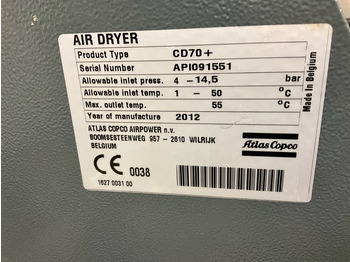 AIR DRYER
Product Type CD70+
Serial Number API091551
Allowable inlet press. 4 -14,5 bar
Allowable inlet temp. 1 - 50 °C
Max. outlet temp. 55 °C
Year of manufacture 2012
Made in Belgium
ATLAS COPCO AIRPOWER n.v.
BOOMSESTEENWEG 957 - 2610 WILRIJK
BELGIUM
Atlas Copco
CE 0038
1627 0031 00